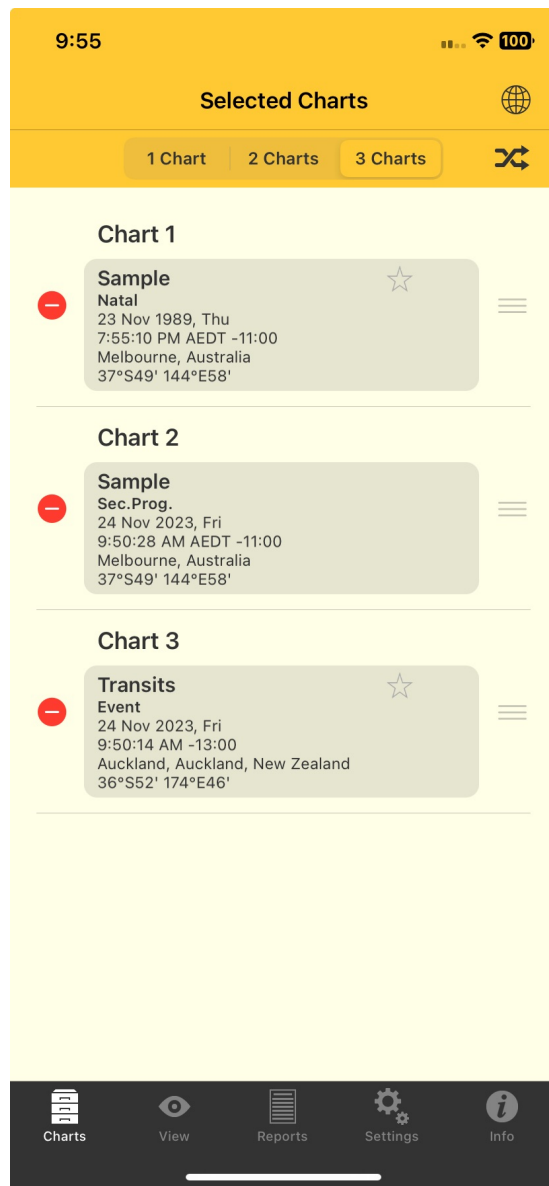 9:55
100
Selected Charts
1 Chart 2 Charts 3 Charts
Chart 1
Sample
Natal
23 Nov 1989, Thu
7:55:10 PM AEDT -11:00
Melbourne, Australia
37°S49' 144°E58'
Chart 2
Sample
Sec.Prog.
24 Nov 2023, Fri
9:50:28 AM AEDT -11:00
Melbourne, Australia
37°S49' 144°E58'
Chart 3
Transits
Event
24 Nov 2023, Fri
9:50:14 AM -13:00
Auckland, Auckland, New Zealand
36°S52' 174°E46'
Charts View Reports Settings Info